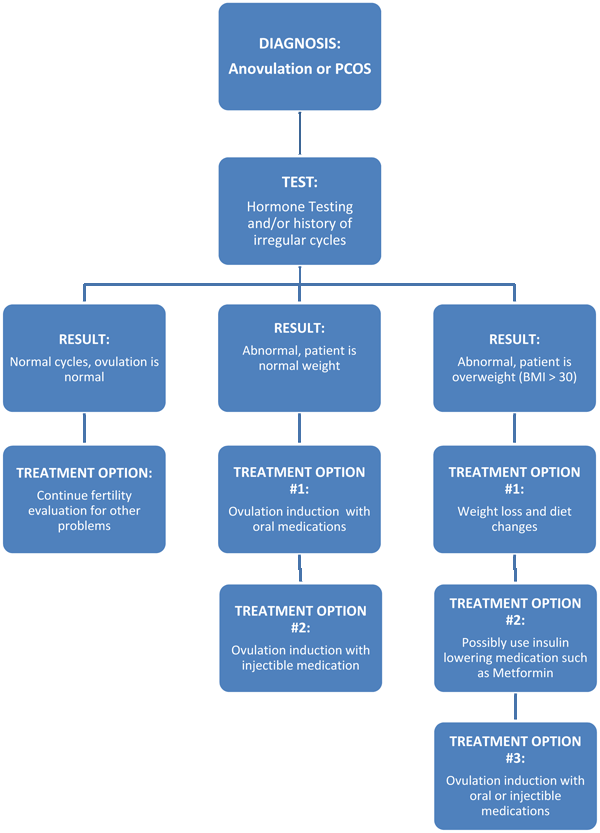 DIAGNOSIS:
Anovulation or PCOS
TEST:
Hormone Testing
and/or history of
irregular cycles
RESULT:
Normal cycles, ovulation is
normal
RESULT:
Abnormal, patient is
normal weight
RESULT:
Abnormal, patient is
overweight (BMI > 30)
TREATMENT OPTION:
Continue fertility
evaluation for other
problems
TREATMENT OPTION
#1:
Ovulation induction with
oral medications
TREATMENT OPTION
#1:
Weight loss and diet
changes
TREATMENT OPTION
#2:
Ovulation induction with
injectible medication
TREATMENT OPTION
#2:
Possibly use insulin
lowering medication such
as Metformin
TREATMENT OPTION
#3:
Ovulation induction with
oral or injectible
medications